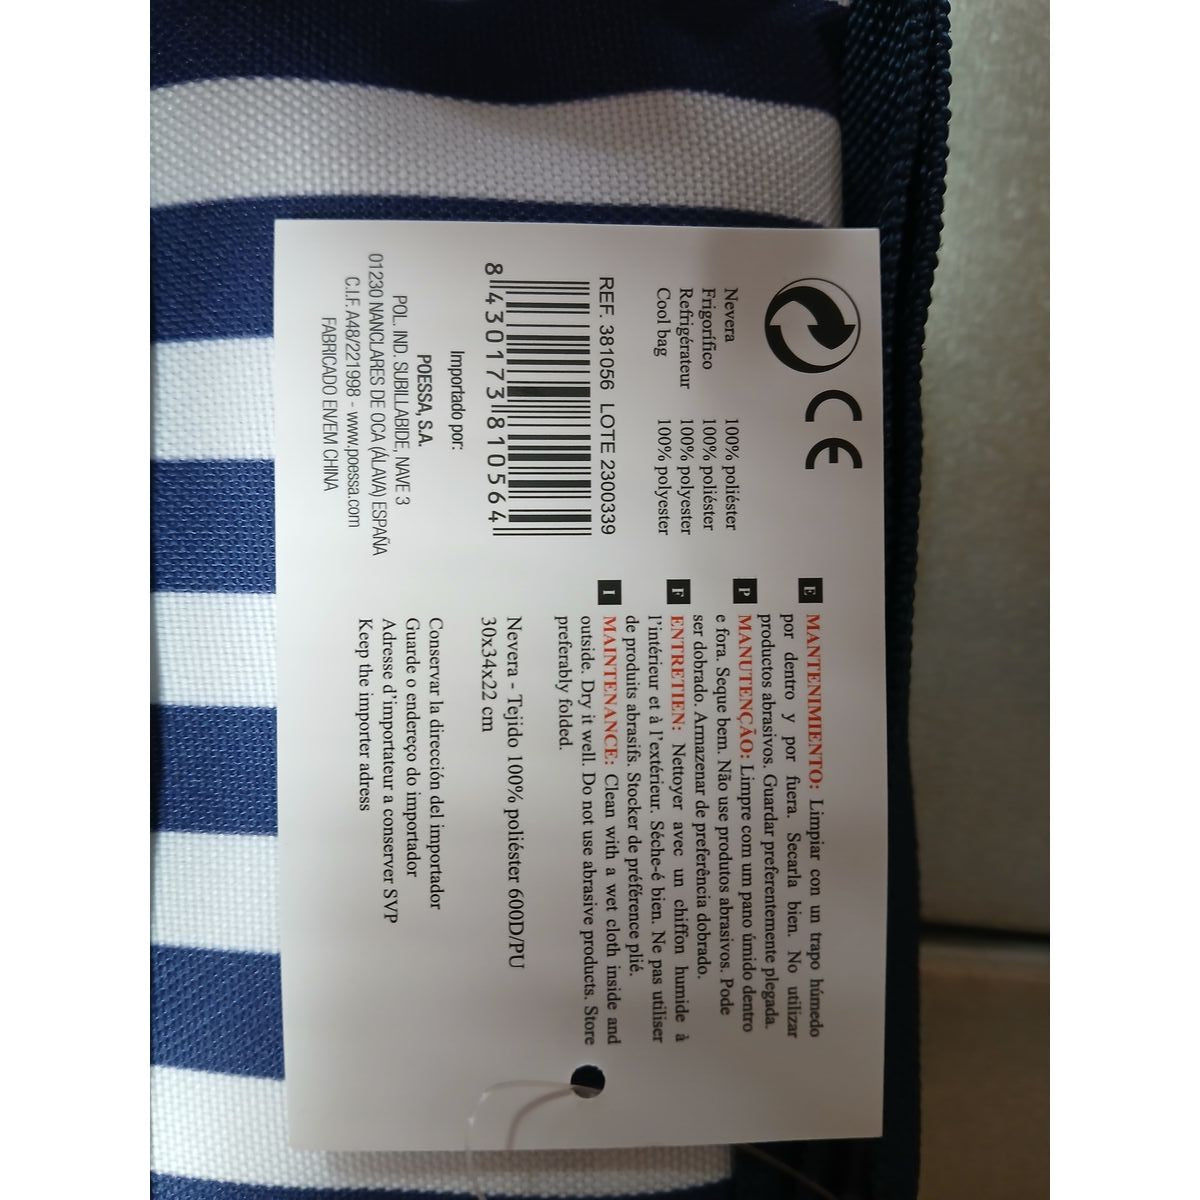 CE
Nevera 100% poliéster
Frigorífico 100% poliéster
Refrigérateur 100% polyester
Cool bag 100% polyester
REF. 381056 LOTE 2300339
8 430173 810564
Importado por:
POESSA, S.A.
POL. IND. SUBILLABIDE, NAVE 3
01230 NANCLARES DE OCA (ÁLAVA) ESPAÑA
C.I.F. A48/221998 - www.poessa.com
FABRICADO EN/EM CHINA
E MANTENIMIENTO: Limpiar con un trapo húmedo
por dentro y por fuera. Secarla bien. No utilizar
productos abrasivos. Guardar preferentemente plegada.
P MANUTENÇÃO: Limpre com um pano úmido dentro
e fora. Seque bem. Não use produtos abrasivos. Pode
ser dobrado. Armazenar de preferência dobrado.
F ENTRETIEN: Nettoyer avec un chiffon humide à
l'intérieur et à l'extérieur. Séche-é bien. Ne pas utiliser
de produits abrasifs. Stocker de préférence plié.
I MAINTENANCE: Clean with a wet cloth inside and
outside. Dry it well. Do not use abrasive products. Store
preferably folded.
Nevera - Tejido 100% poliéster 600D/PU
30x34x22 cm
Conservar la dirección del importador
Guarde o endereço do importador
Adresse d'importateur a conserver SVP
Keep the importer adress